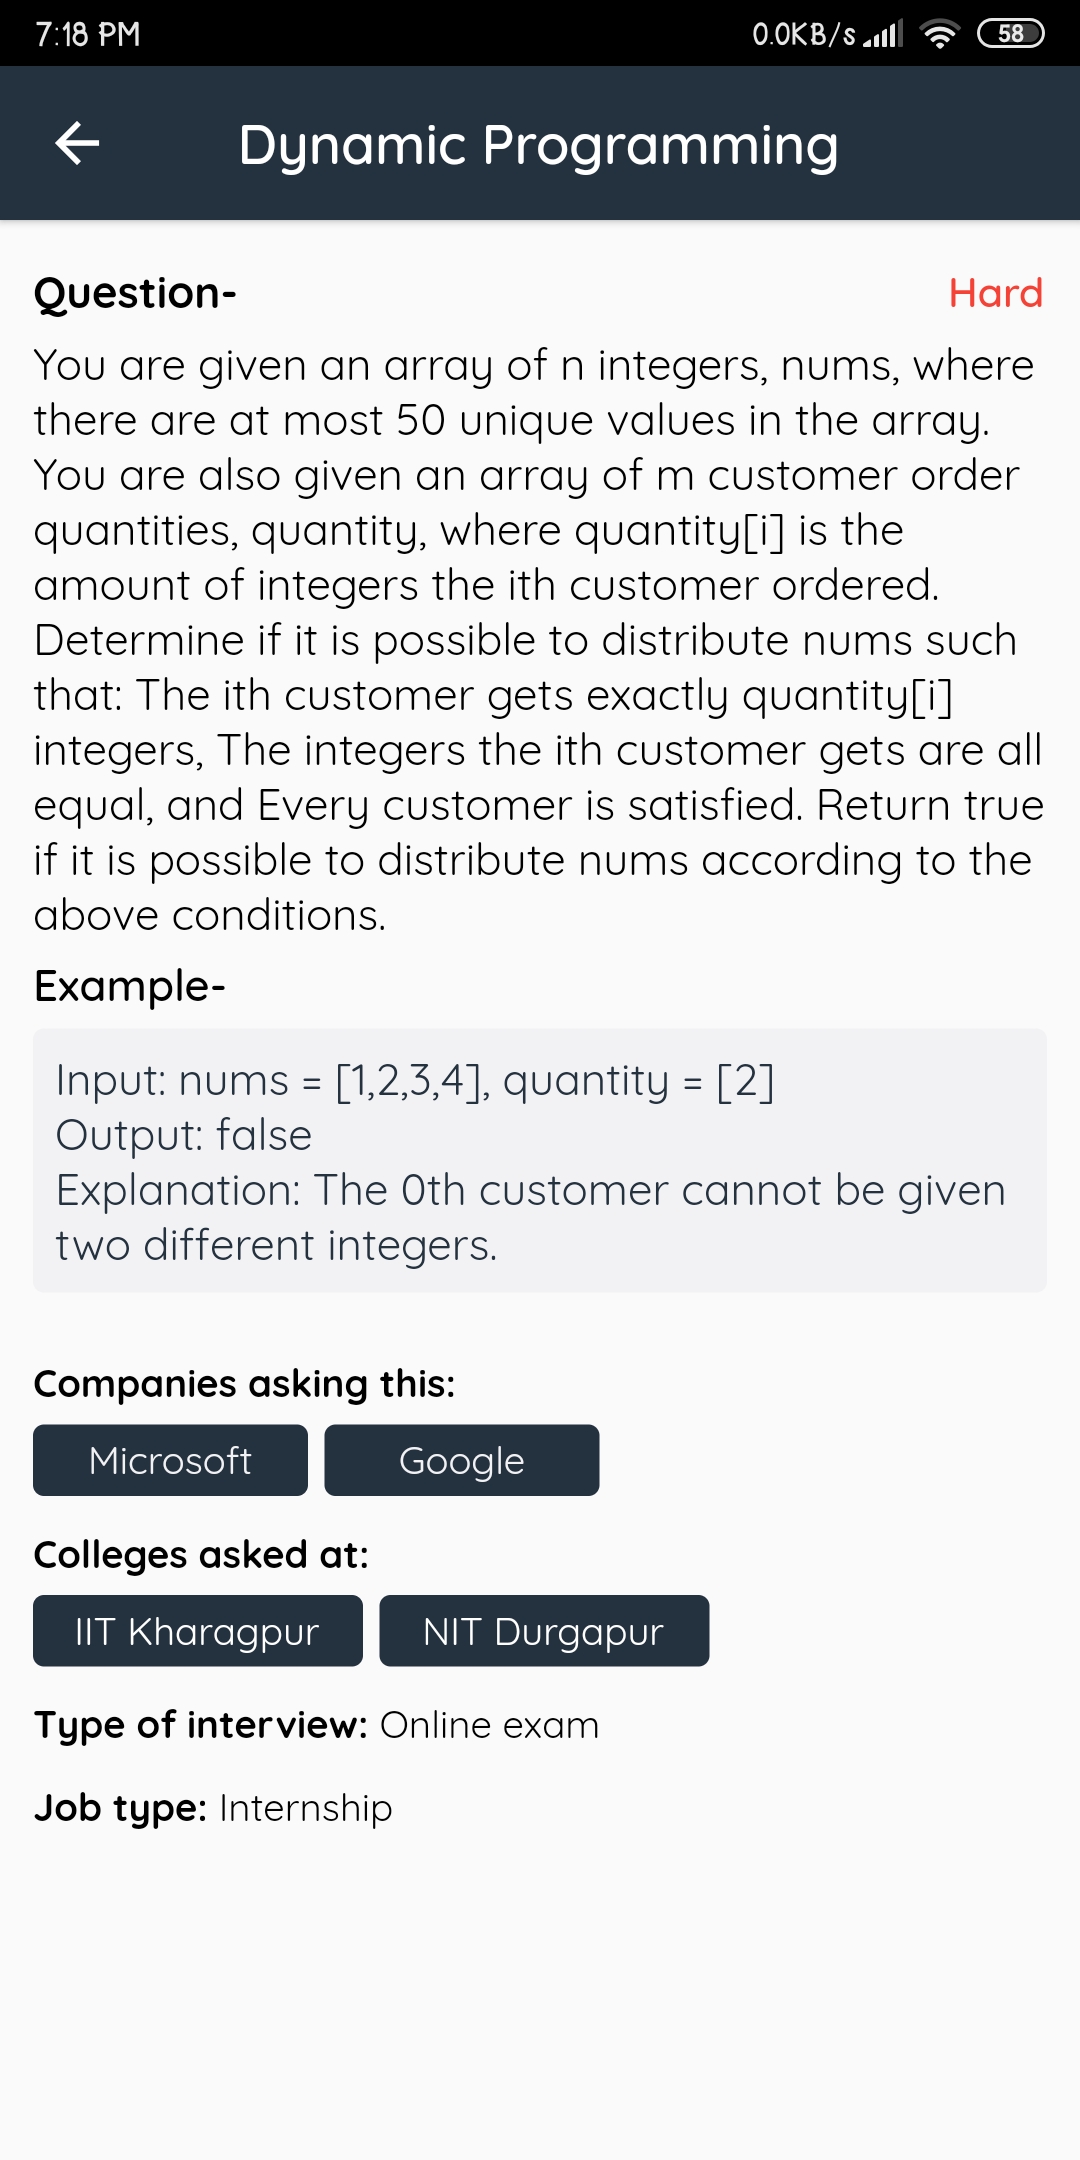 7:18 PM 0.0KB/s 58
Dynamic Programming
Question- Hard
You are given an array of n integers, nums, where
there are at most 50 unique values in the array.
You are also given an array of m customer order
quantities, quantity, where quantity[i] is the
amount of integers the ith customer ordered.
Determine if it is possible to distribute nums such
that: The ith customer gets exactly quantity[i]
integers, The integers the ith customer gets are all
equal, and Every customer is satisfied. Return true
if it is possible to distribute nums according to the
above conditions.
Example-
Input: nums = [1,2,3,4], quantity = [2]
Output: false
Explanation: The 0th customer cannot be given
two different integers.
Companies asking this:
Microsoft Google
Colleges asked at:
IIT Kharagpur NIT Durgapur
Type of interview: Online exam
Job type: Internship